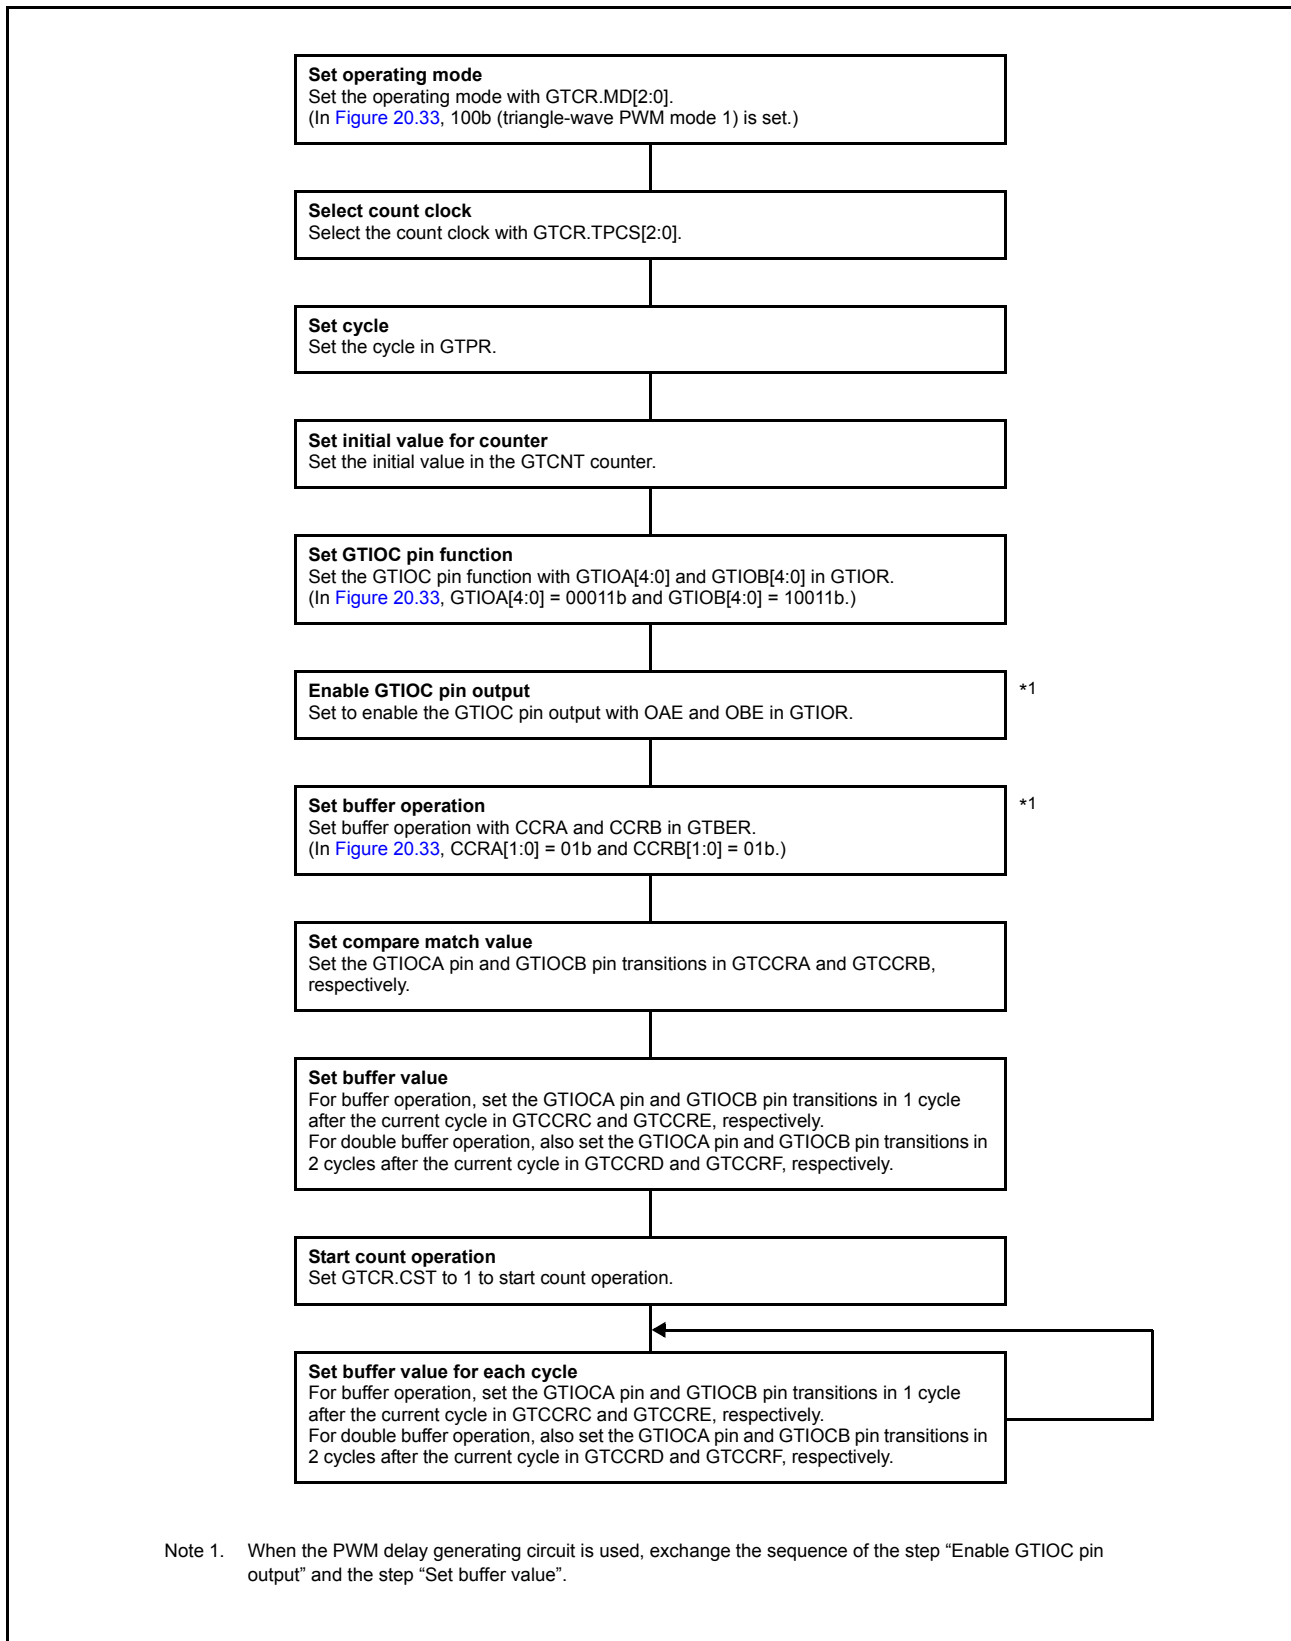 Set operating mode
Set the operating mode with GTCR.MD[2:0].
(In Figure 20.33, 100b (triangle-wave PWM mode 1) is set.)
Select count clock
Select the count clock with GTCR.TPCS[2:0].
Set cycle
Set the cycle in GTPR.
Set initial value for counter
Set the initial value in the GTCNT counter.
Set GTIOC pin function
Set the GTIOC pin function with GTIOA[4:0] and GTIOB[4:0] in GTIOR.
(In Figure 20.33, GTIOA[4:0] = 00011b and GTIOB[4:0] = 10011b.)
Enable GTIOC pin output
Set to enable the GTIOC pin output with OAE and OBE in GTIOR.
*1
Set buffer operation
Set buffer operation with CCRA and CCRB in GTBER.
(In Figure 20.33, CCRA[1:0] = 01b and CCRB[1:0] = 01b.)
*1
Set compare match value
Set the GTIOCA pin and GTIOCB pin transitions in GTCCRA and GTCCRB,
respectively.
Set buffer value
For buffer operation, set the GTIOCA pin and GTIOCB pin transitions in 1 cycle
after the current cycle in GTCCRC and GTCCRE, respectively.
For double buffer operation, also set the GTIOCA pin and GTIOCB pin transitions in
2 cycles after the current cycle in GTCCRD and GTCCRF, respectively.
Start count operation
Set GTCR.CST to 1 to start count operation.
Set buffer value for each cycle
For buffer operation, set the GTIOCA pin and GTIOCB pin transitions in 1 cycle
after the current cycle in GTCCRC and GTCCRE, respectively.
For double buffer operation, also set the GTIOCA pin and GTIOCB pin transitions in
2 cycles after the current cycle in GTCCRD and GTCCRF, respectively.
Note 1. When the PWM delay generating circuit is used, exchange the sequence of the step “Enable GTIOC pin
output” and the step “Set buffer value”.